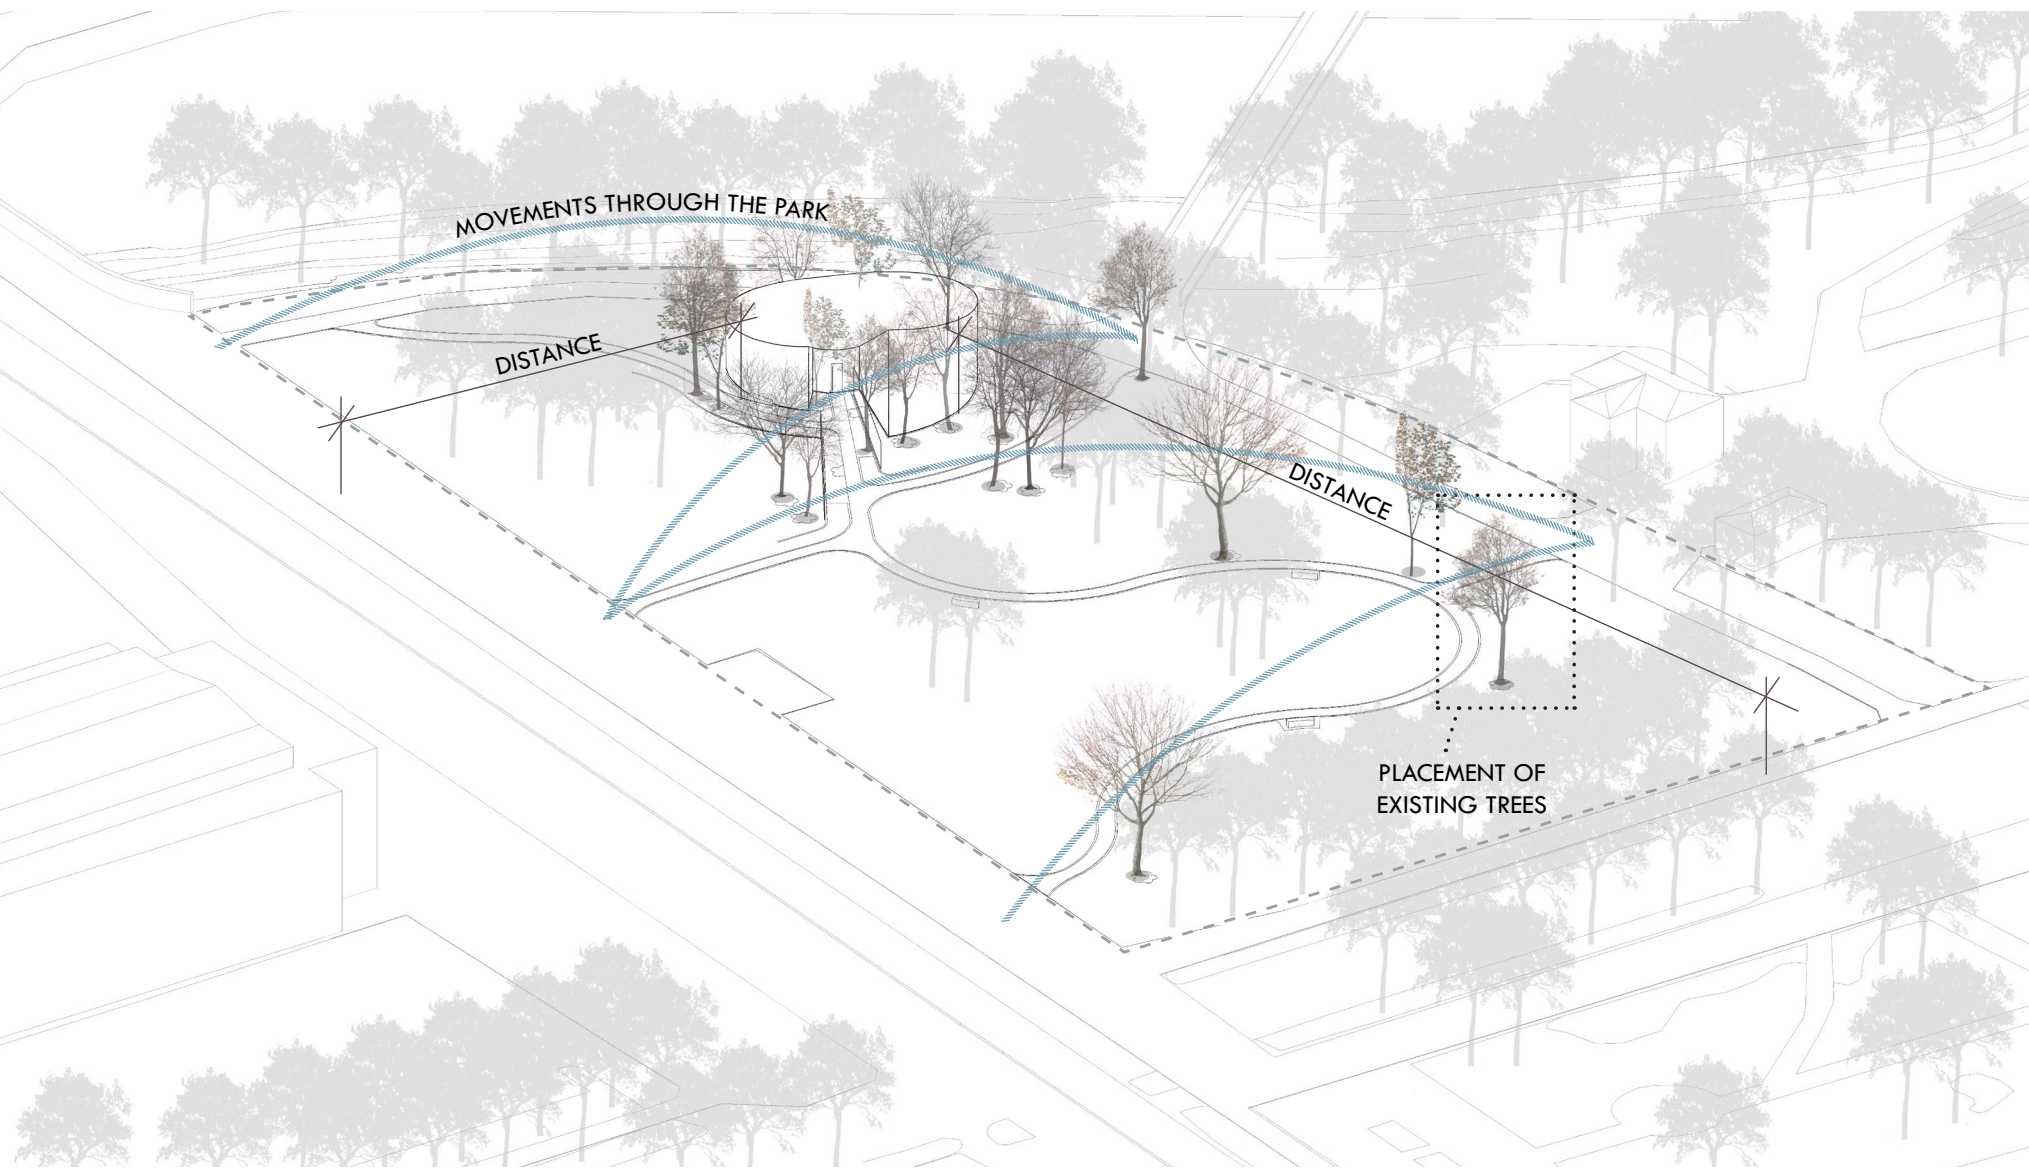 MOVEMENTS THROUGH THE PARK
DISTANCE
DISTANCE
PLACEMENT OF
EXISTING TREES